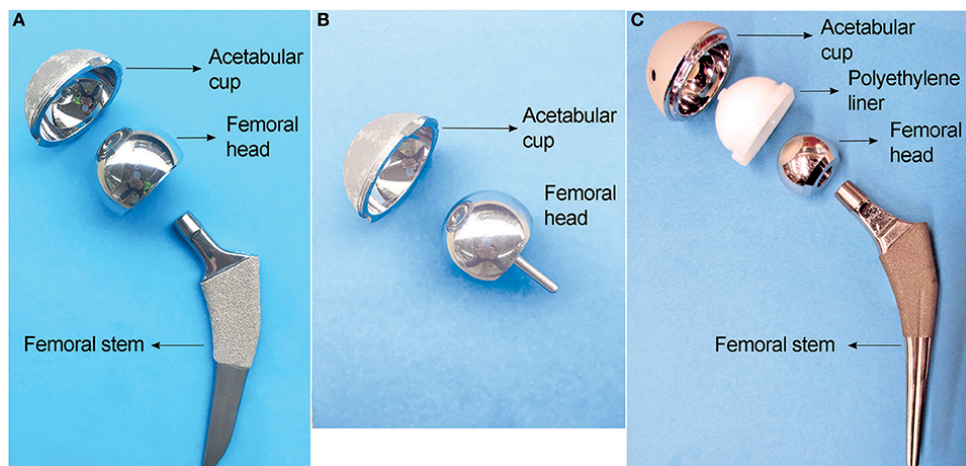 A
Acetabular
cup
Femoral
head
Femoral stem
B
Acetabular
cup
Femoral
head
C
Acetabular
cup
Polyethylene
liner
Femoral
head
Femoral stem